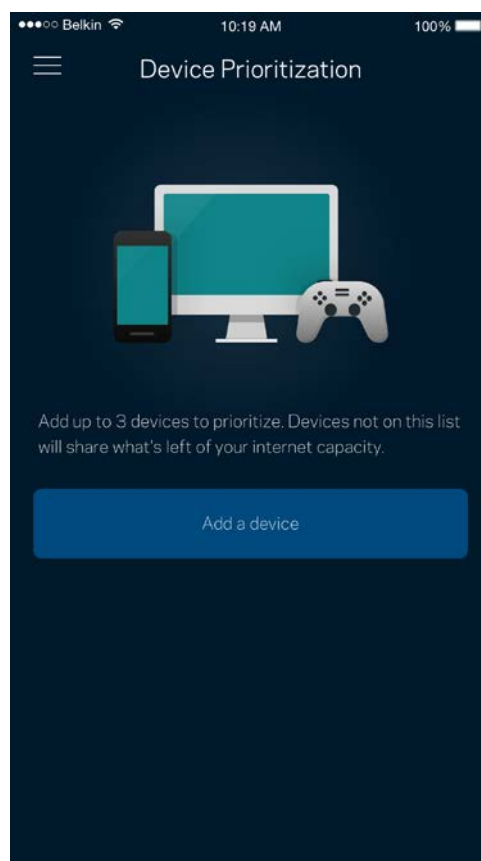 ●●●○○ Belkin 10:19 AM 100%
Device Prioritization
Add up to 3 devices to prioritize. Devices not on this list
will share what's left of your internet capacity.
Add a device